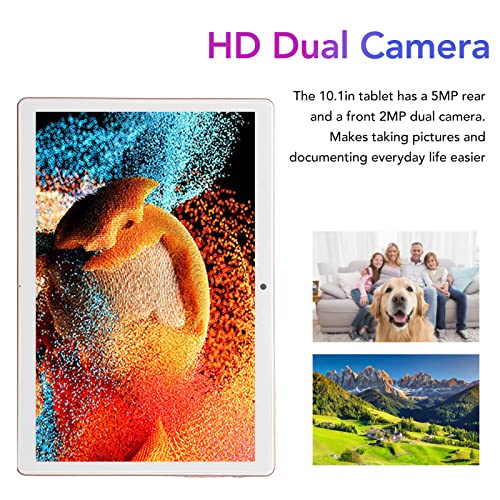 HD Dual Camera
The 10.1in tablet has a 5MP rear
and a front 2MP dual camera.
Makes taking pictures and
documenting everyday life easier